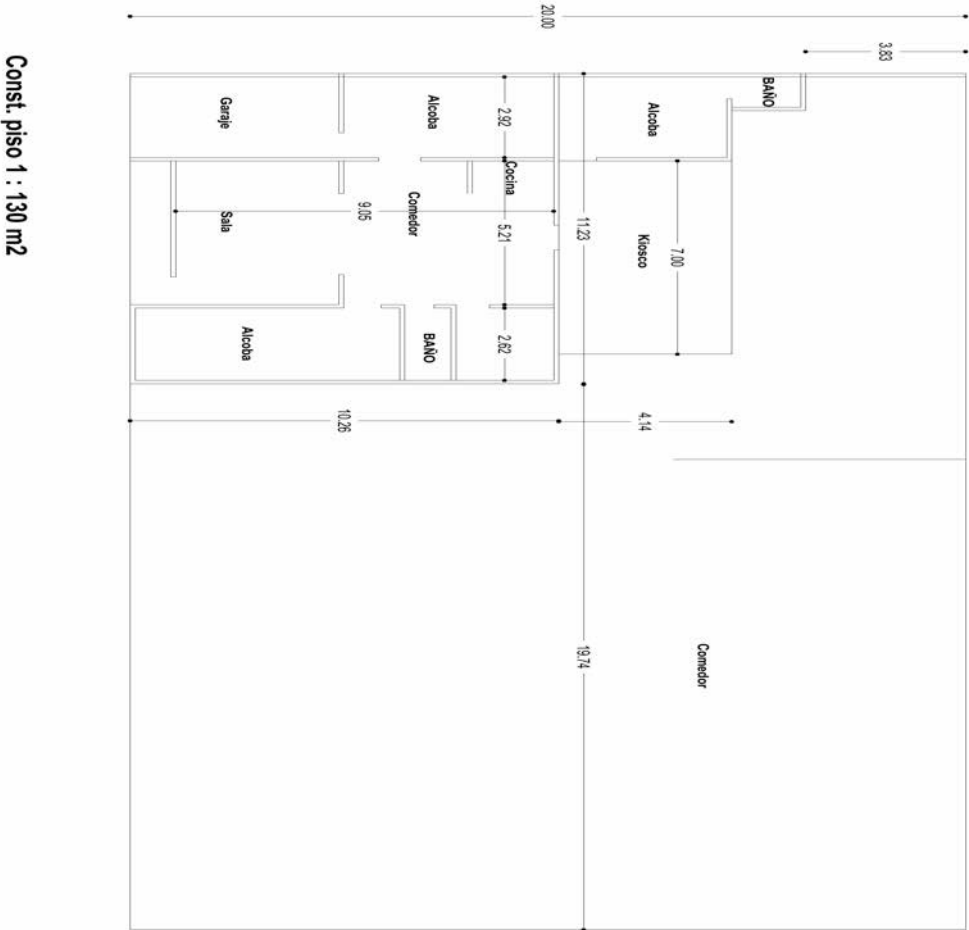 20.00
3.83
BAÑO
Alcoba
Alcoba
Garaje
2.92
Cocina
Comedor
Sala
9.05
5.21
11.23
Kiosco
7.00
Alcoba
BAÑO
2.62
10.26
4.14
19.74
Comedor
Const. piso 1 : 130 m2